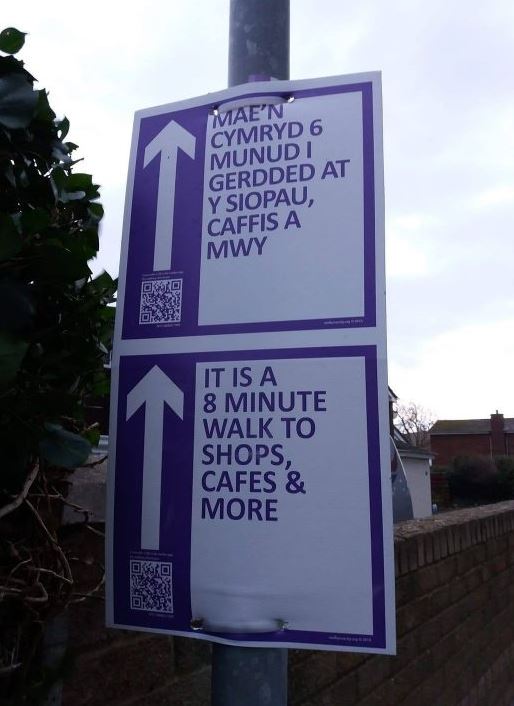 MAE'N
CYMRYD 6
MUNUD I
GERDDED AT
Y SIOPAU,
CAFFIS A
MWY
IT IS A
8 MINUTE
WALK TO
SHOPS,
CAFES &
MORE